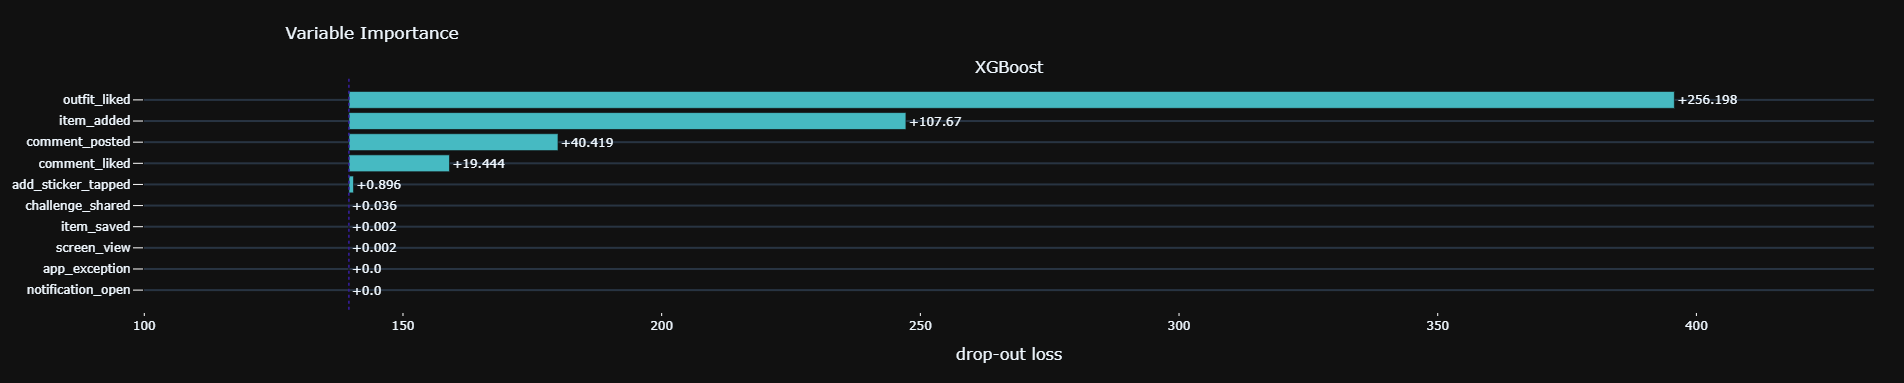 Variable Importance
XGBoost
outfit_liked +256.198
item_added +107.67
comment_posted +40.419
comment_liked +19.444
add_sticker_tapped +0.896
challenge_shared +0.036
item_saved +0.002
screen_view +0.002
app_exception +0.0
notification_open +0.0
100 150 200 250 300 350 400
drop-out loss